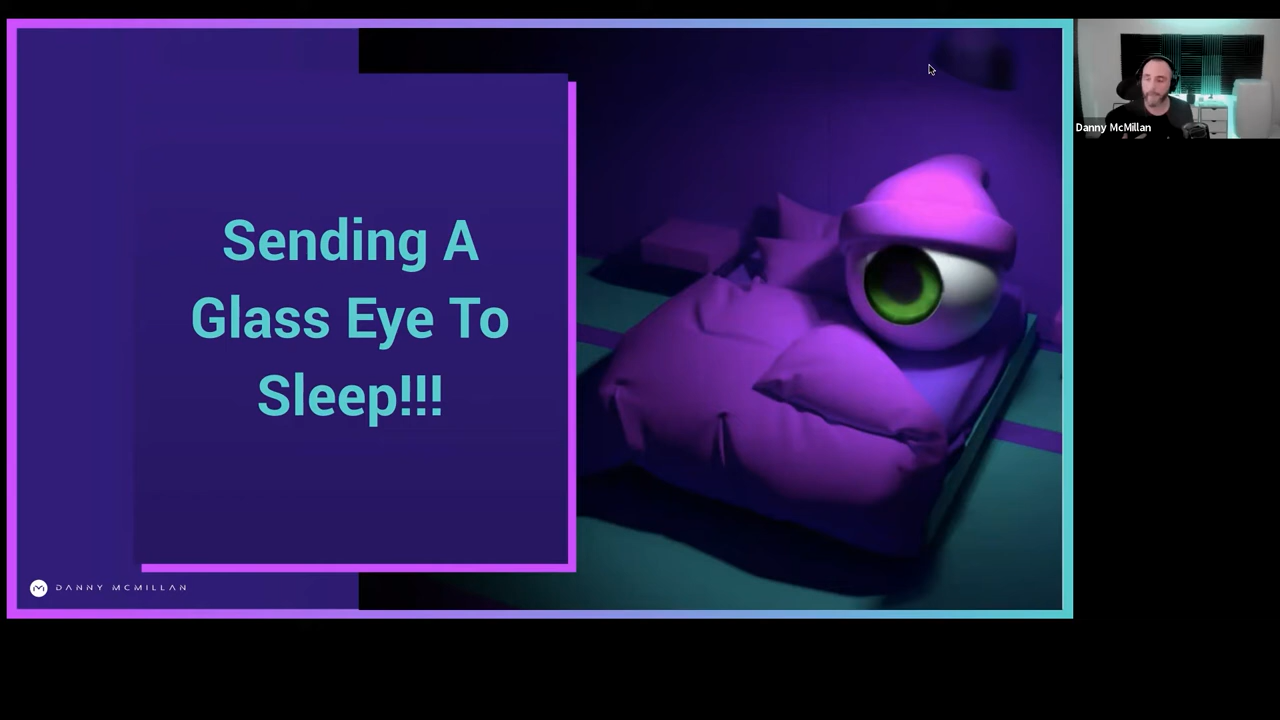 Sending A
Glass Eye To
Sleep!!!
DANNY MCMILLAN
Danny McMillan